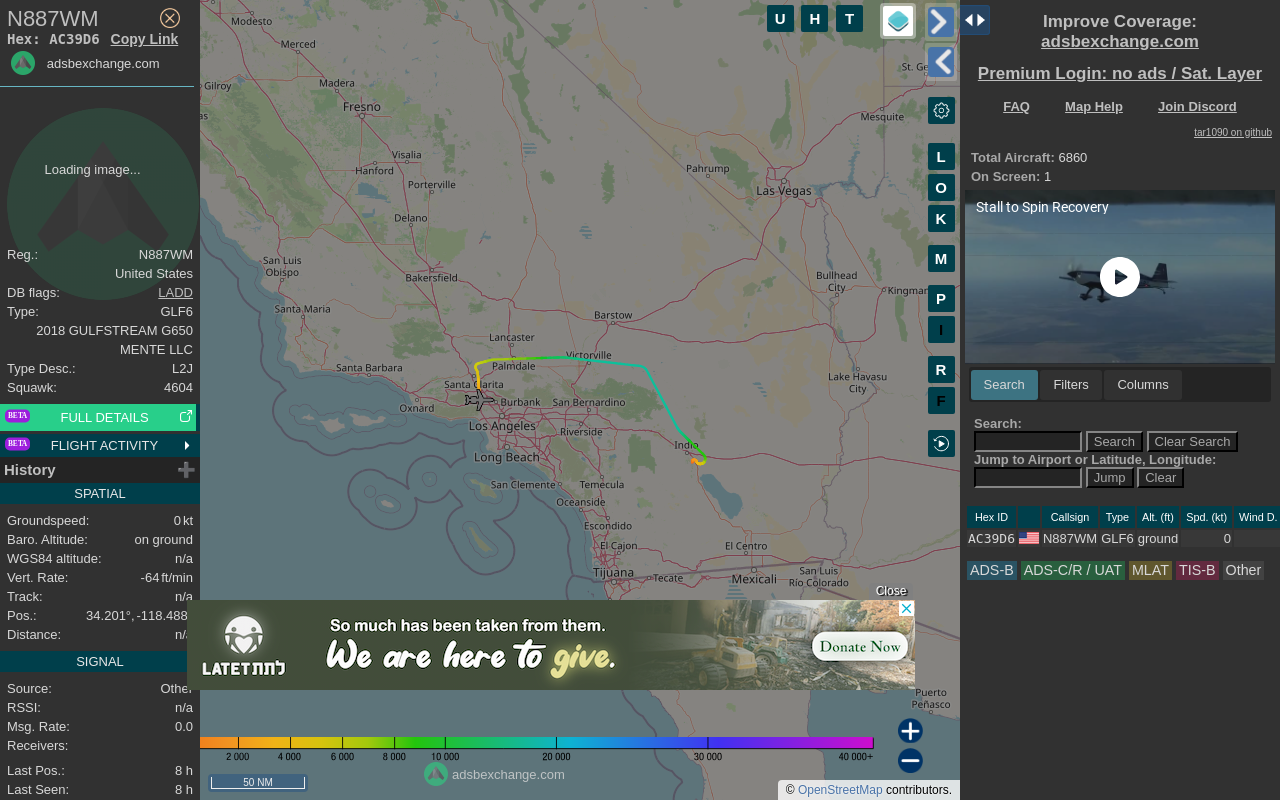 N887WM
Hex: AC39D6 Copy Link
adsbexchange.com
Loading image...
Reg.: N887WM
United States
DB flags: LADD
Type: GLF6
2018 GULFSTREAM G650
MENTE LLC
Type Desc.: L2J
Squawk: 4604
BETA FULL DETAILS
BETA FLIGHT ACTIVITY
History
SPATIAL
Groundspeed: 0 kt
Baro. Altitude: on ground
WGS84 altitude: n/a
Vert. Rate: -64 ft/min
Track: n/a
Pos.: 34.201°, -118.488
Distance: n/a
SIGNAL
Source: Other
RSSI: n/a
Msg. Rate: 0.0
Receivers:
Last Pos.: 8 h
Last Seen: 8 h
U H T
Modesto
Merced
Gilroy
Madera
Fresno
St. Ge
Mesquite
Visalia
Hanford
Porterville
Pahrump
Las Vegas
Delano
San Luis
Obispo
Bakersfield
Bullhead
City
Kingman
Santa Maria
Barstow
Lancaster
Victorville
Palmdale
Santa Barbara
Santa Clarita
Lake Havasu
City
Oxnard
Burbank
San Bernardino
Los Angeles
Riverside
Indio
Long Beach
San Clemente
Temecula
Oceanside
Escondido
El Cajon
El Centro
Tijuana
Tecate
Mexicali
San Luis
Río Colorado
Puerto
Peñasco
L
O
K
M
P
I
R
F
Close
LATET לתת
So much has been taken from them.
We are here to give.
Donate Now
2 000 4 000 6 000 8 000 10 000 20 000 30 000 40 000+
50 NM
adsbexchange.com
© OpenStreetMap contributors.
Improve Coverage:
adsbexchange.com
Premium Login: no ads / Sat. Layer
FAQ Map Help Join Discord
tar1090 on github
Total Aircraft: 6860
On Screen: 1
Stall to Spin Recovery
Search Filters Columns
Search:
Search Clear Search
Jump to Airport or Latitude, Longitude:
Jump Clear
Hex ID Callsign Type Alt. (ft) Spd. (kt) Wind D.
AC39D6 N887WM GLF6 ground 0
ADS-B ADS-C/R / UAT MLAT TIS-B Other